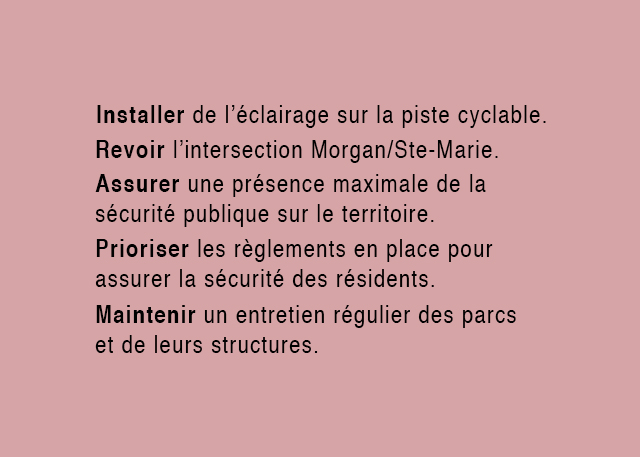 Installer de l’éclairage sur la piste cyclable.
Revoir l’intersection Morgan/Ste-Marie.
Assurer une présence maximale de la
sécurité publique sur le territoire.
Prioriser les règlements en place pour
assurer la sécurité des résidents.
Maintenir un entretien régulier des parcs
et de leurs structures.